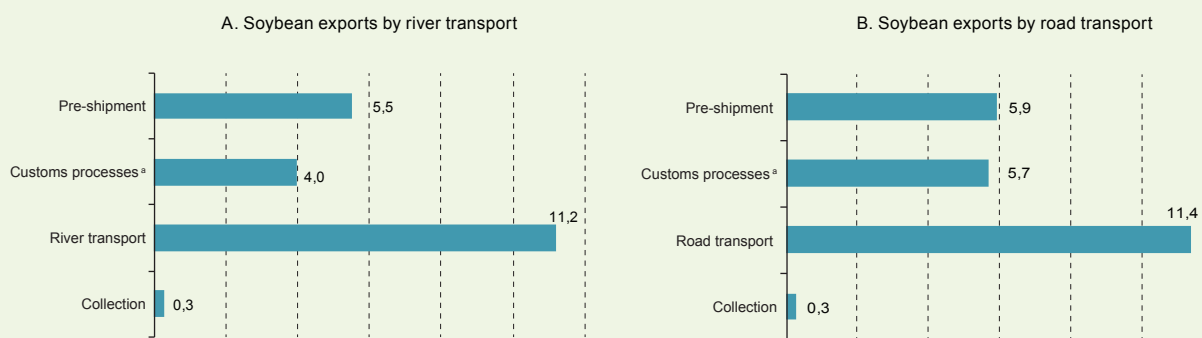 A. Soybean exports by river transport
Pre-shipment 5,5
Customs processes ᵃ 4,0
River transport 11,2
Collection 0,3
B. Soybean exports by road transport
Pre-shipment 5,9
Customs processes ᵃ 5,7
Road transport 11,4
Collection 0,3